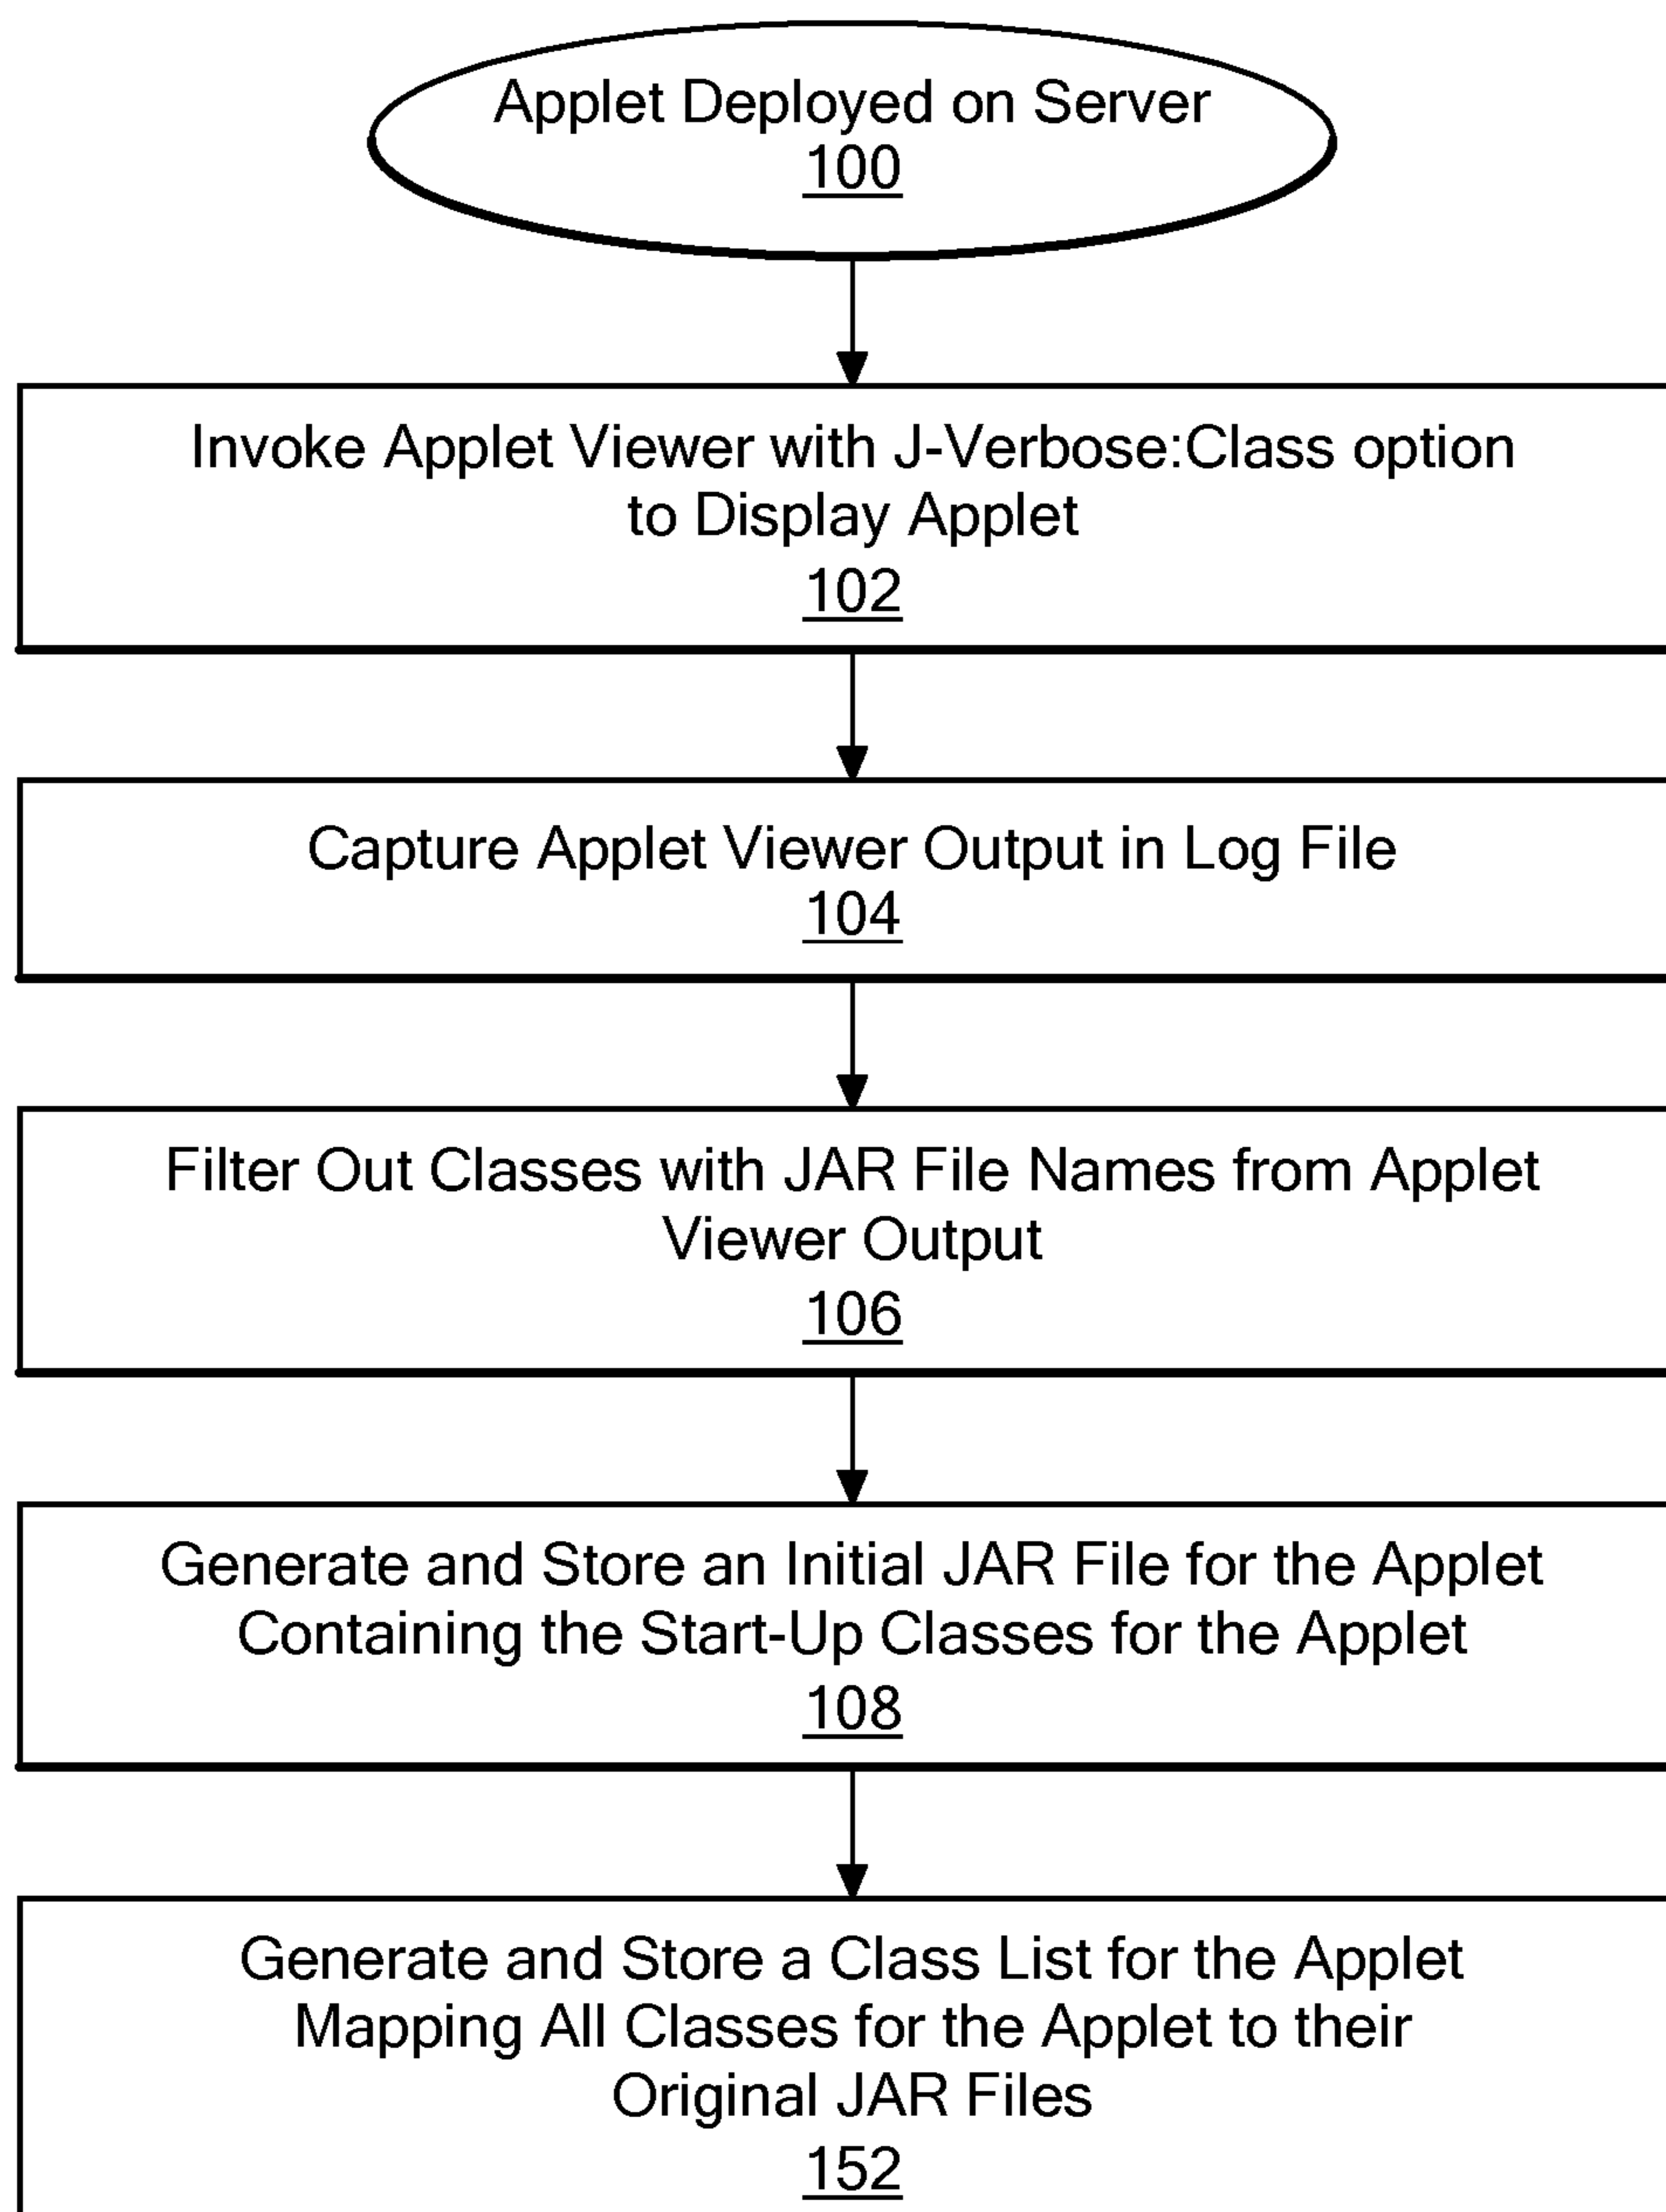 Applet Deployed on Server
100
Invoke Applet Viewer with J-Verbose:Class option
to Display Applet
102
Capture Applet Viewer Output in Log File
104
Filter Out Classes with JAR File Names from Applet
Viewer Output
106
Generate and Store an Initial JAR File for the Applet
Containing the Start-Up Classes for the Applet
108
Generate and Store a Class List for the Applet
Mapping All Classes for the Applet to their
Original JAR Files
152